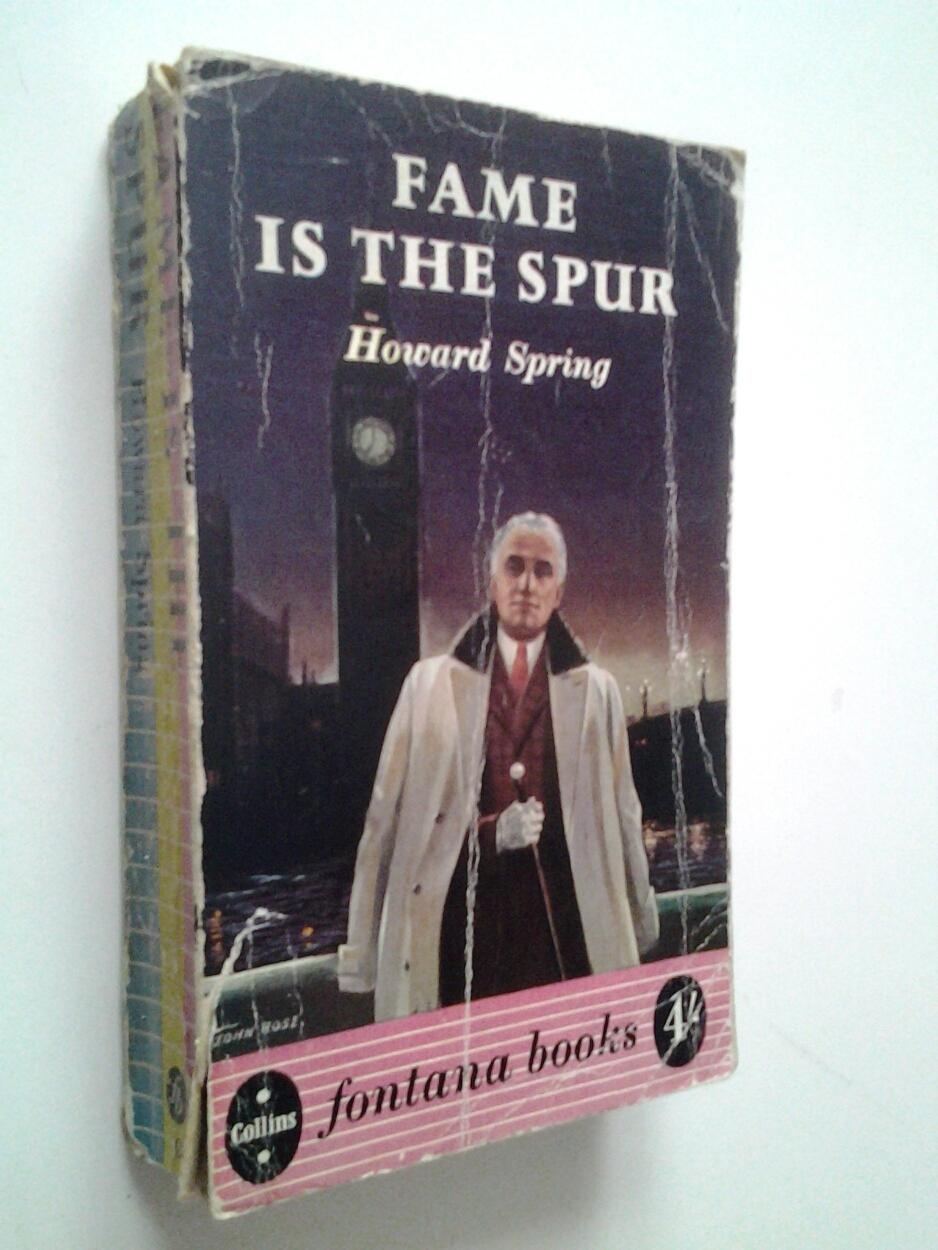 FAME
IS THE SPUR
Howard Spring
JOHN ROSE
Collins
fontana books
4/-